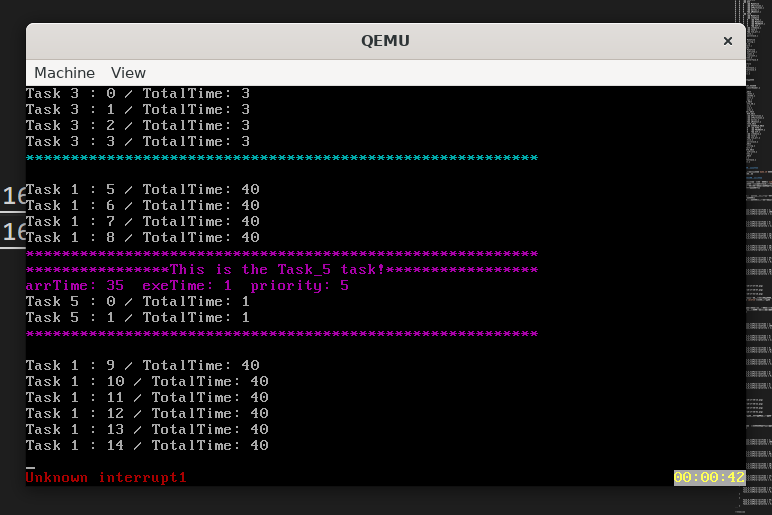 QEMU
×
Machine View
Task 3 : 0 / TotalTime: 3
Task 3 : 1 / TotalTime: 3
Task 3 : 2 / TotalTime: 3
Task 3 : 3 / TotalTime: 3
*********************************************************
Task 1 : 5 / TotalTime: 40
Task 1 : 6 / TotalTime: 40
Task 1 : 7 / TotalTime: 40
Task 1 : 8 / TotalTime: 40
*********************************************************
****************This is the Task_5 task!*****************
arrTime: 35  exeTime: 1  priority: 5
Task 5 : 0 / TotalTime: 1
Task 5 : 1 / TotalTime: 1
*********************************************************
Task 1 : 9 / TotalTime: 40
Task 1 : 10 / TotalTime: 40
Task 1 : 11 / TotalTime: 40
Task 1 : 12 / TotalTime: 40
Task 1 : 13 / TotalTime: 40
Task 1 : 14 / TotalTime: 40
_
Unknown interrupt1 00:00:42
16
16